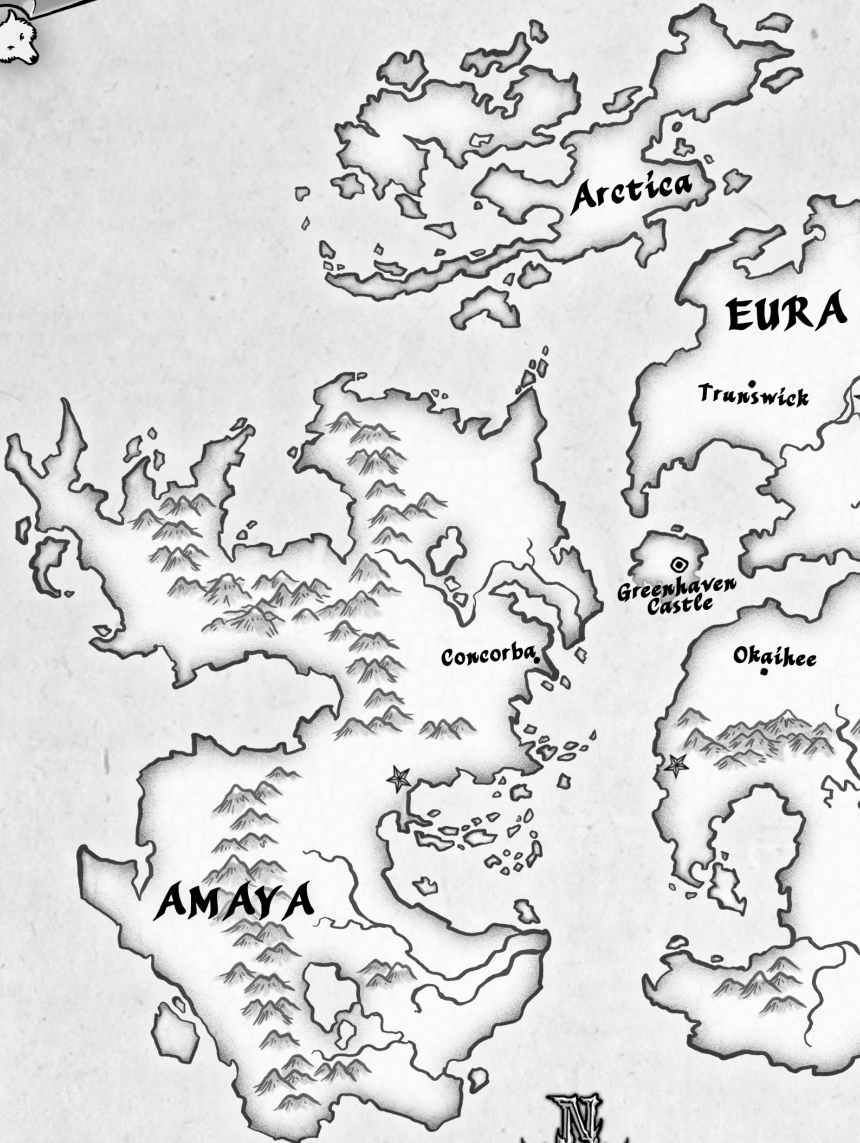 Arctica
EURA
Trunswick
Greenhaven
Castle
Concorba
Okaihee
AMAYA
N